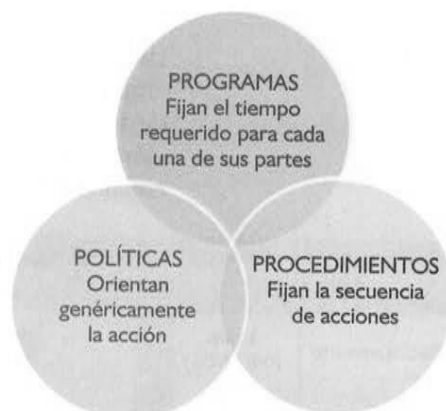 PROGRAMAS
Fijan el tiempo
requerido para cada
una de sus partes
POLÍTICAS
Orientan
genéricamente
la acción
PROCEDIMIENTOS
Fijan la secuencia
de acciones